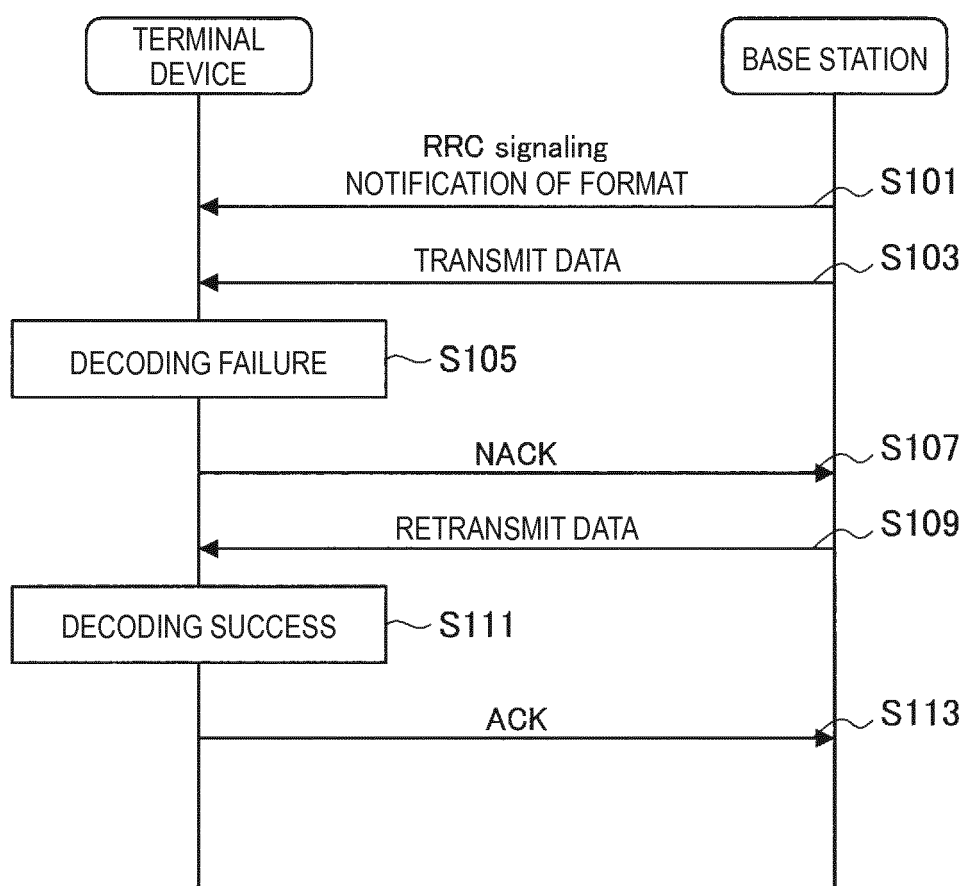 TERMINAL
DEVICE
BASE STATION
RRC signaling
NOTIFICATION OF FORMAT
S101
TRANSMIT DATA
S103
DECODING FAILURE
S105
NACK
S107
RETRANSMIT DATA
S109
DECODING SUCCESS
S111
ACK
S113